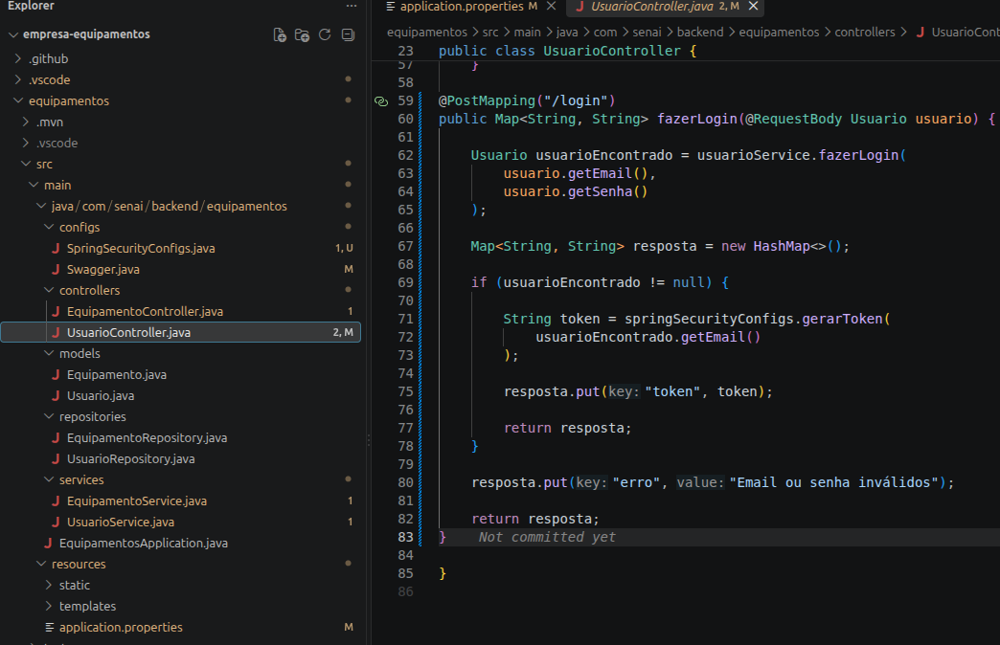 Explorer
empresa-equipamentos
.github
.vscode
equipamentos
.mvn
.vscode
src
main
java/com/senai/backend/equipamentos
configs
SpringSecurityConfigs.java 1, U
Swagger.java M
controllers
EquipamentoController.java 1
UsuarioController.java 2, M
models
Equipamento.java
Usuario.java
repositories
EquipamentoRepository.java
UsuarioRepository.java
services
EquipamentoService.java 1
UsuarioService.java 1
EquipamentosApplication.java
resources
static
templates
application.properties M
application.properties M
UsuarioController.java 2, M
equipamentos > src > main > java > com > senai > backend > equipamentos > controllers > UsuarioCont
23 public class UsuarioController {
57 }
58
59 @PostMapping("/login")
60 public Map<String, String> fazerLogin(@RequestBody Usuario usuario) {
61
62 Usuario usuarioEncontrado = usuarioService.fazerLogin(
63 usuario.getEmail(),
64 usuario.getSenha()
65 );
66
67 Map<String, String> resposta = new HashMap<>();
68
69 if (usuarioEncontrado != null) {
70
71 String token = springSecurityConfigs.gerarToken(
72 usuarioEncontrado.getEmail()
73 );
74
75 resposta.put(key: "token", token);
76
77 return resposta;
78 }
79
80 resposta.put(key: "erro", value: "Email ou senha inválidos");
81
82 return resposta;
83 } Not committed yet
84
85 }
86